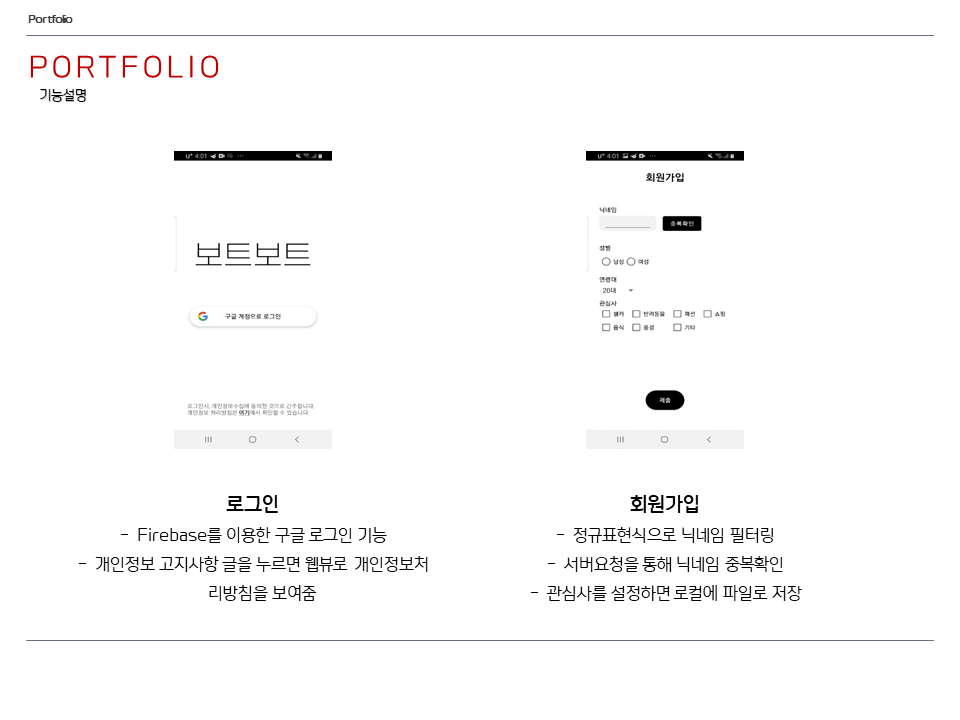 Portfolio
PORTFOLIO
기능설명
U+ 4:01
보트보트
구글 계정으로 로그인
로그인시, 개인정보수집에 동의한 것으로 간주합니다.
개인정보 처리방침은 여기에서 확인할 수 있습니다.
U+ 4:01
회원가입
닉네임
중복확인
성별
남성 여성
연령대
20대
관심사
셀카 반려동물 패션 쇼핑
음식 풍경 기타
제출
로그인
- Firebase를 이용한 구글 로그인 기능
- 개인정보 고지사항 글을 누르면 웹뷰로 개인정보처
리방침을 보여줌
회원가입
- 정규표현식으로 닉네임 필터링
- 서버요청을 통해 닉네임 중복확인
- 관심사를 설정하면 로컬에 파일로 저장